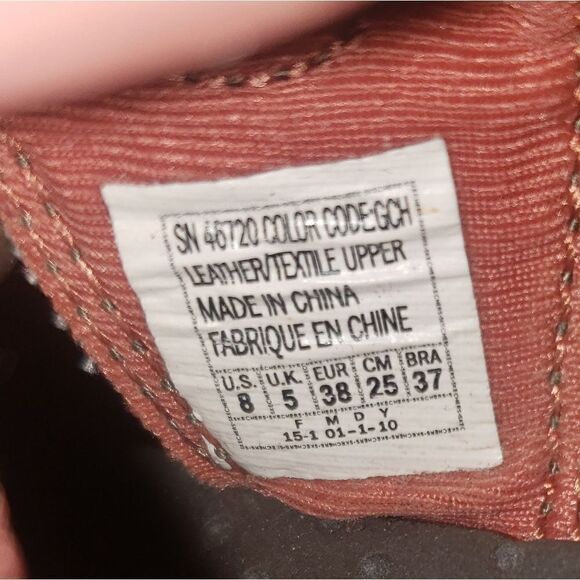 SN 46720 COLOR CODE:GCH
LEATHER/TEXTILE UPPER
MADE IN CHINA
FABRIQUE EN CHINE
U.S. U.K. EUR CM BRA
8 5 38 25 37
F M D Y
15-1 01-1-10